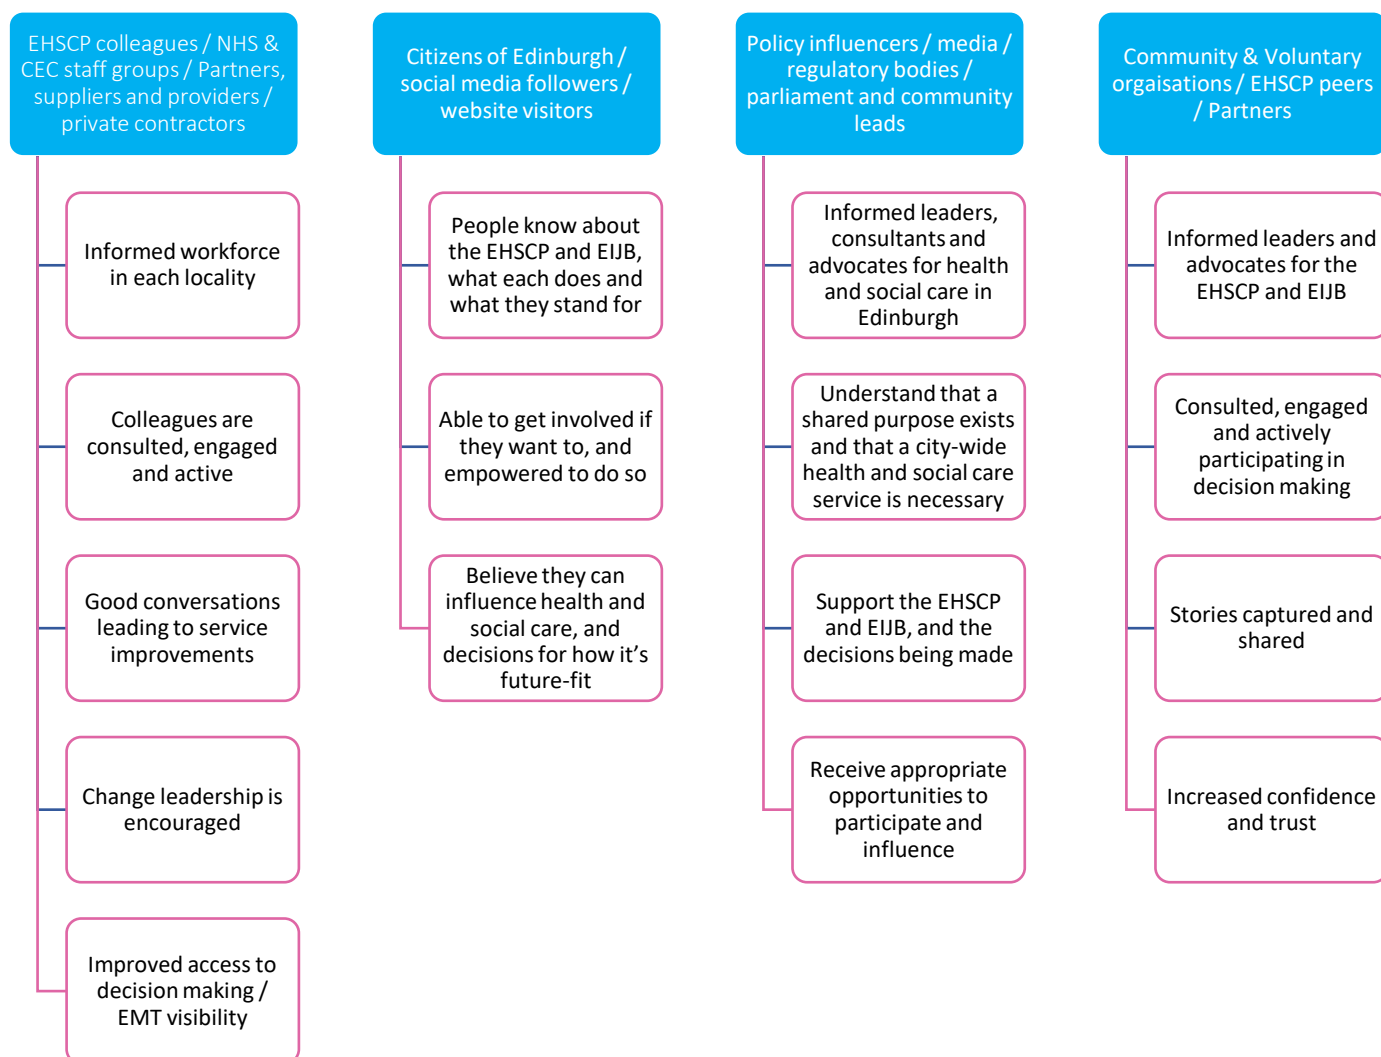 EHSCP colleagues / NHS &
CEC staff groups / Partners,
suppliers and providers /
private contractors
Informed workforce
in each locality
Colleagues are
consulted, engaged
and active
Good conversations
leading to service
improvements
Change leadership is
encouraged
Improved access to
decision making /
EMT visibility
Citizens of Edinburgh /
social media followers /
website visitors
People know about
the EHSCP and EIJB,
what each does and
what they stand for
Able to get involved if
they want to, and
empowered to do so
Believe they can
influence health and
social care, and
decisions for how it’s
future-fit
Policy influencers / media /
regulatory bodies /
parliament and community
leads
Informed leaders,
consultants and
advocates for health
and social care in
Edinburgh
Understand that a
shared purpose exists
and that a city-wide
health and social care
service is necessary
Support the EHSCP
and EIJB, and the
decisions being made
Receive appropriate
opportunities to
participate and
influence
Community & Voluntary
orgaisations / EHSCP peers
/ Partners
Informed leaders and
advocates for the
EHSCP and EIJB
Consulted, engaged
and actively
participating in
decision making
Stories captured and
shared
Increased confidence
and trust